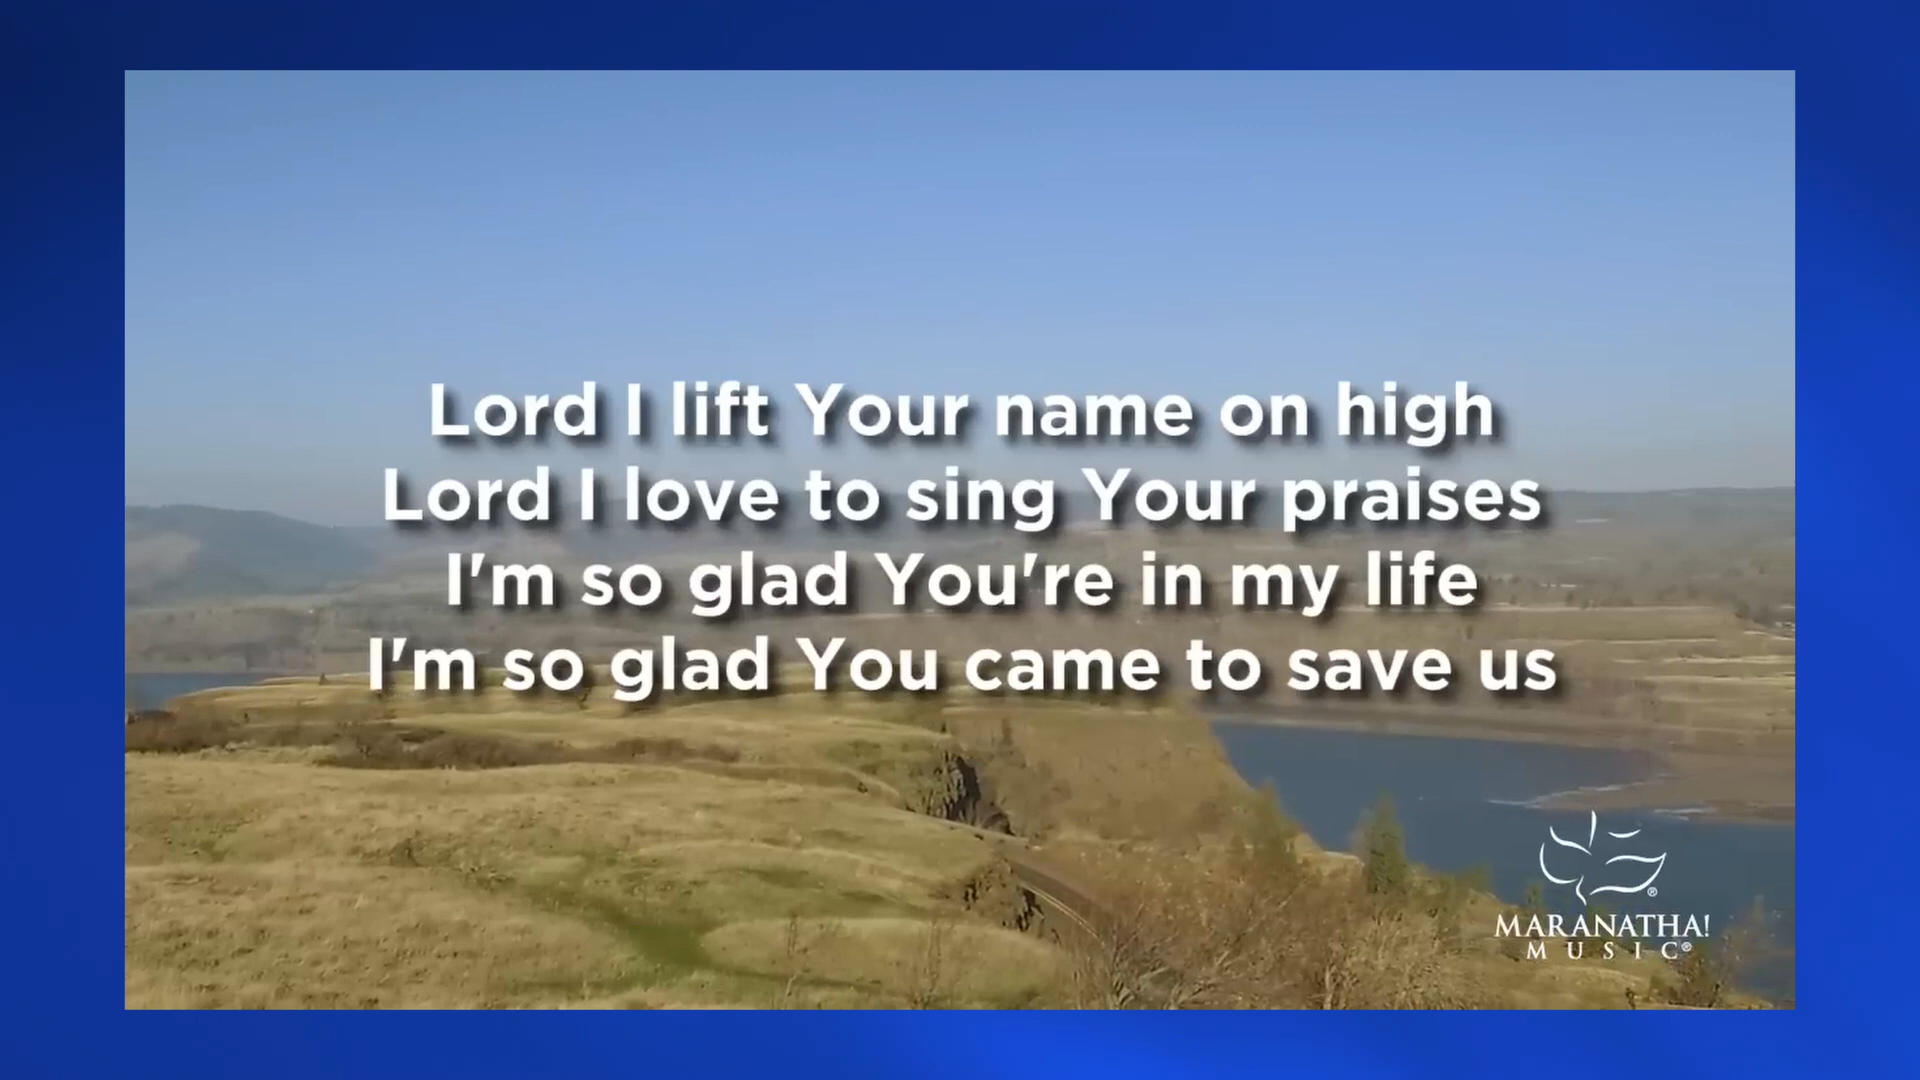 Lord I lift Your name on high
Lord I love to sing Your praises
I'm so glad You're in my life
I'm so glad You came to save us
MARANATHA!
MUSIC®